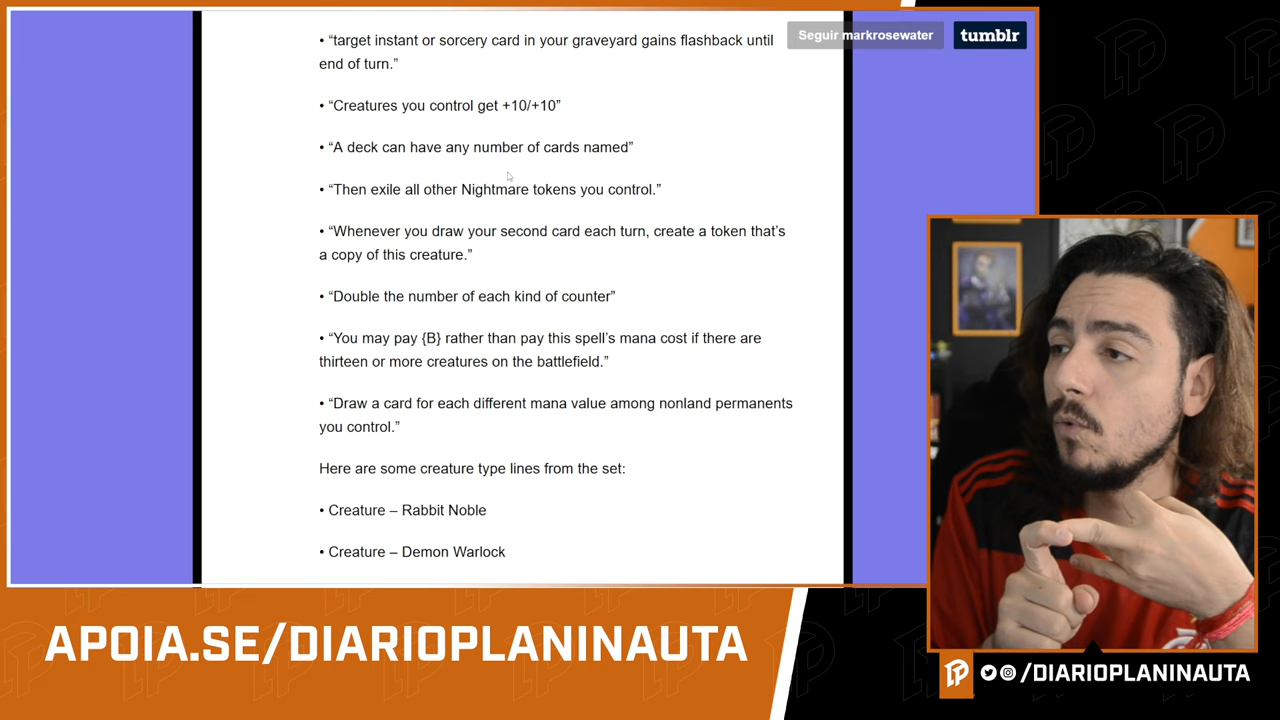 • “target instant or sorcery card in your graveyard gains flashback until
end of turn.”
Seguir markrosewater
tumblr
• “Creatures you control get +10/+10”
• “A deck can have any number of cards named”
• “Then exile all other Nightmare tokens you control.”
• “Whenever you draw your second card each turn, create a token that’s
a copy of this creature.”
• “Double the number of each kind of counter”
• “You may pay {B} rather than pay this spell’s mana cost if there are
thirteen or more creatures on the battlefield.”
• “Draw a card for each different mana value among nonland permanents
you control.”
Here are some creature type lines from the set:
• Creature – Rabbit Noble
• Creature – Demon Warlock
APOIA.SE/DIARIOPLANINAUTA
/DIARIOPLANINAUTA